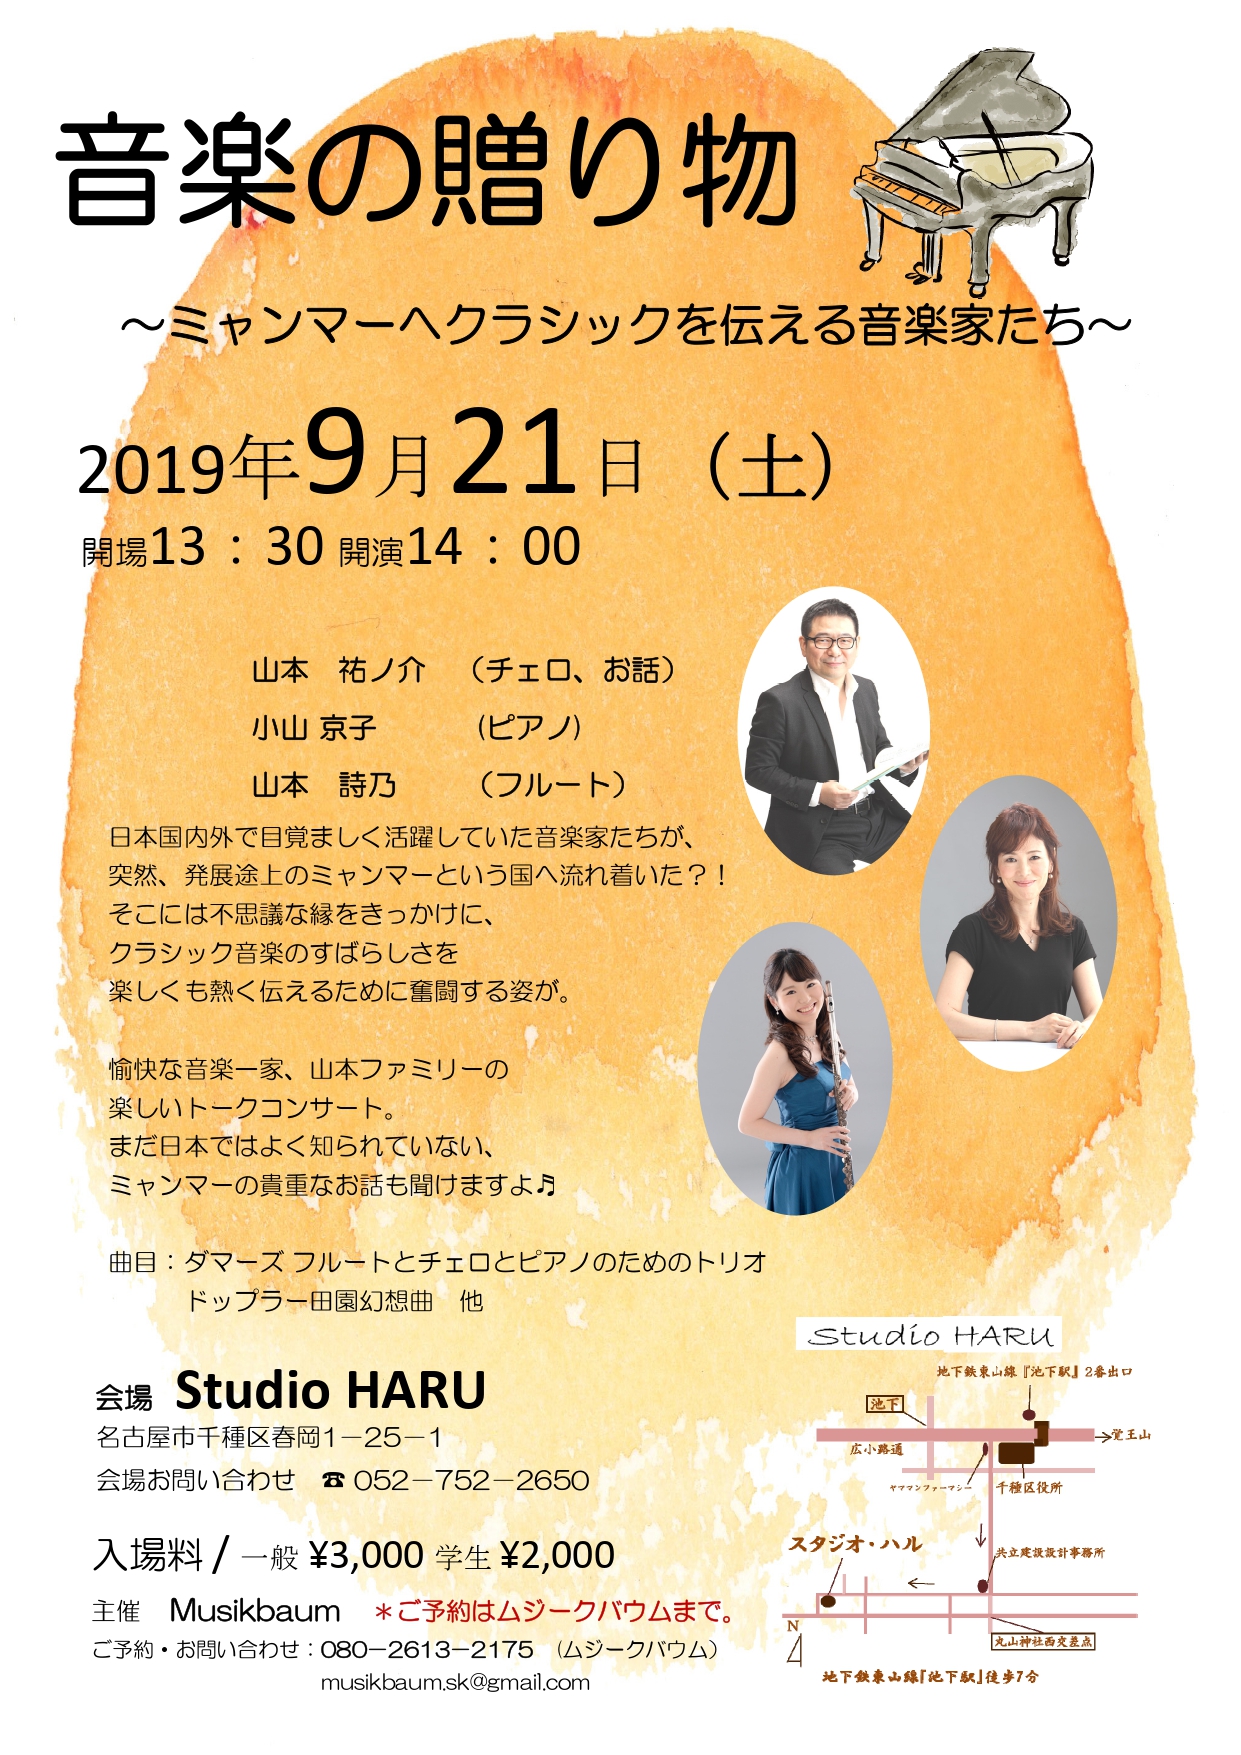 音楽の贈り物
～ミャンマーへクラシックを伝える音楽家たち～
2019年9月21日（土）
開場13：30 開演14：00
山本　祐ノ介　（チェロ、お話）
小山 京子　（ピアノ）
山本　詩乃　（フルート）
日本国内外で目覚ましく活躍していた音楽家たちが、
突然、発展途上のミャンマーという国へ流れ着いた？！
そこには不思議な縁をきっかけに、
クラシック音楽のすばらしさを
楽しくも熱く伝えるために奮闘する姿が。
愉快な音楽一家、山本ファミリーの
楽しいトークコンサート。
まだ日本ではよく知られていない、
ミャンマーの貴重なお話も聞けますよ♬
曲目：ダマーズ フルートとチェロとピアノのためのトリオ
ドップラー田園幻想曲　他
会場 Studio HARU
名古屋市千種区春岡1－25－1
会場お問い合わせ　☎ 052－752－2650
入場料 / 一般 ¥3,000 学生 ¥2,000
主催　Musikbaum　＊ご予約はムジークバウムまで。
ご予約・お問い合わせ：080－2613－2175　（ムジークバウム）
musikbaum.sk@gmail.com
Studio HARU
地下鉄東山線『池下駅』2番出口
池下
→覚王山
広小路通
ヤママンファーマシー
千種区役所
スタジオ・ハル
共立建設設計事務所
N
丸山神社西交差点
地下鉄東山線『池下駅』徒歩7分